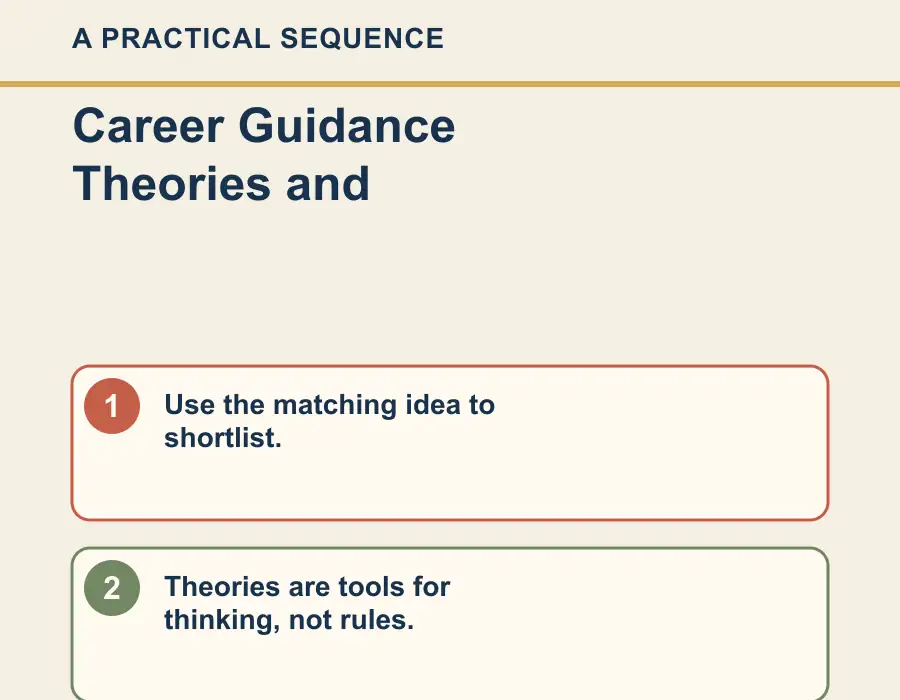 A PRACTICAL SEQUENCE
Career Guidance
Theories and
1
Use the matching idea to
shortlist.
2
Theories are tools for
thinking, not rules.